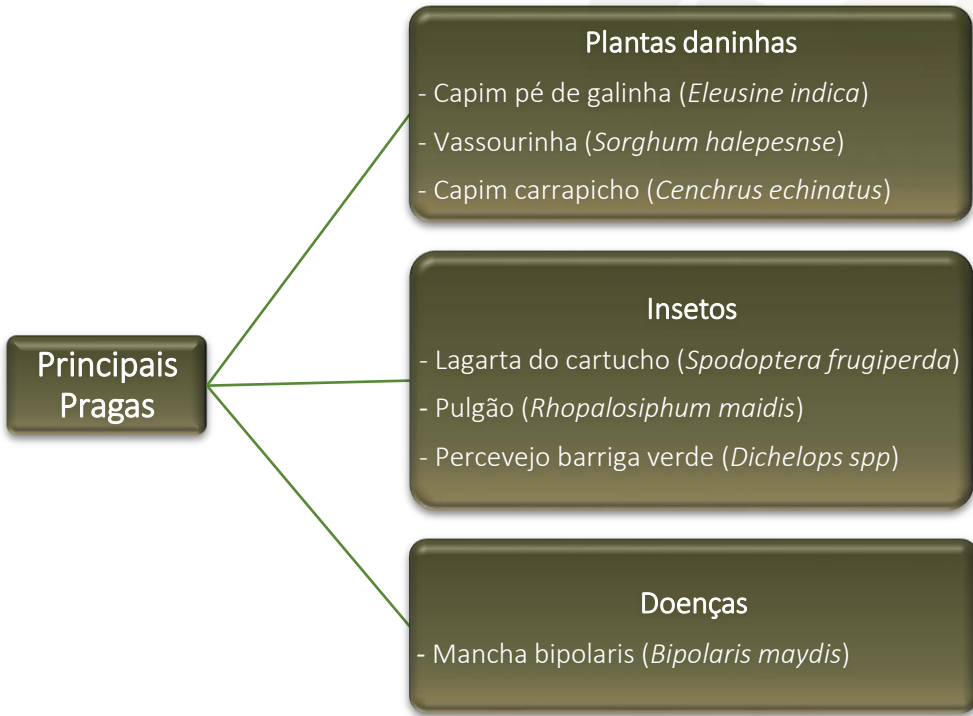 Principais
Pragas
Plantas daninhas
- Capim pé de galinha (Eleusine indica)
- Vassourinha (Sorghum halepesnse)
- Capim carrapicho (Cenchrus echinatus)
Insetos
- Lagarta do cartucho (Spodoptera frugiperda)
- Pulgão (Rhopalosiphum maidis)
- Percevejo barriga verde (Dichelops spp)
Doenças
- Mancha bipolaris (Bipolaris maydis)